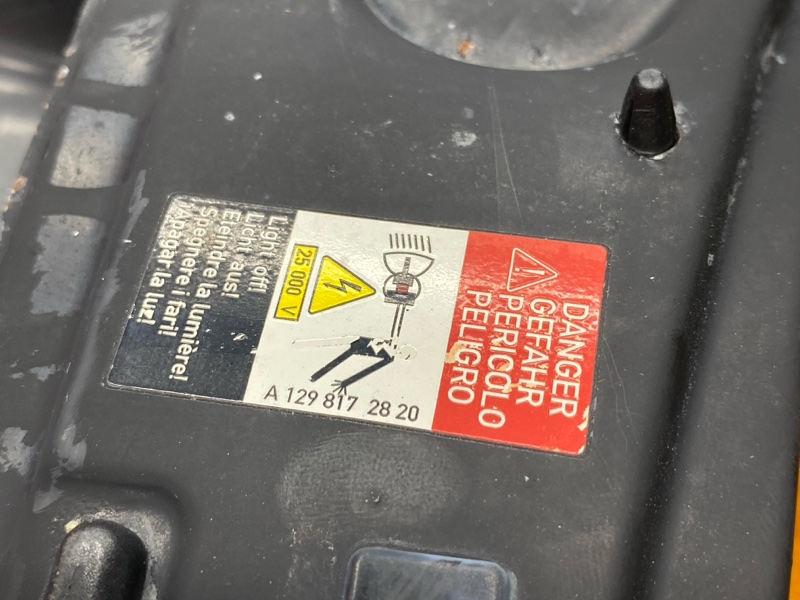 DANGER
GEFAHR
PERICOLO
PELIGRO
25 000 V
A 129 817 28 20
Light off!
Licht aus!
Eteindre la lumière!
Spegnere i fari!
¡Apagar la luz!